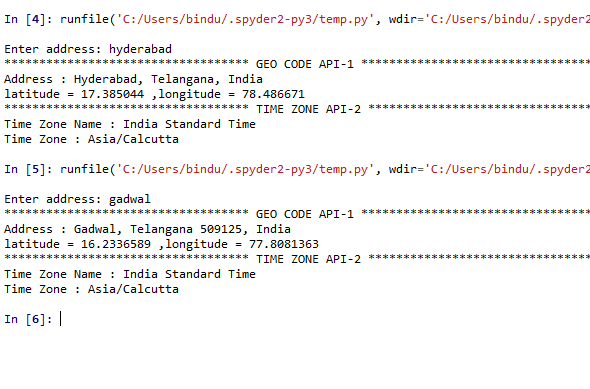 In [4]: runfile('C:/Users/bindu/.spyder2-py3/temp.py', wdir='C:/Users/bindu/.spyder2
Enter address: hyderabad
*********************************** GEO CODE API-1 *********************************
Address : Hyderabad, Telangana, India
latitude = 17.385044 ,longitude = 78.486671
*********************************** TIME ZONE API-2 ********************************
Time Zone Name : India Standard Time
Time Zone : Asia/Calcutta
In [5]: runfile('C:/Users/bindu/.spyder2-py3/temp.py', wdir='C:/Users/bindu/.spyder2
Enter address: gadwal
*********************************** GEO CODE API-1 *********************************
Address : Gadwal, Telangana 509125, India
latitude = 16.2336589 ,longitude = 77.8081363
*********************************** TIME ZONE API-2 ********************************
Time Zone Name : India Standard Time
Time Zone : Asia/Calcutta
In [6]: